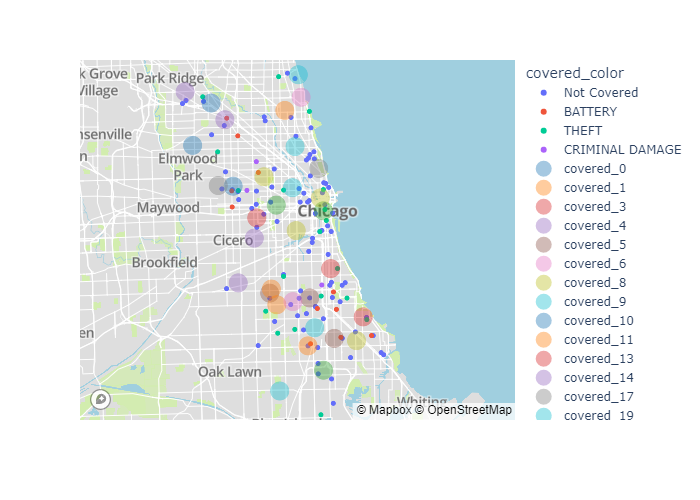 k Grove
Village
Park Ridge
nsenville
n
Elmwood
Park
Maywood
Chicago
Cicero
Brookfield
en
Oak Lawn
Whiting
© Mapbox © OpenStreetMap
covered_color
Not Covered
BATTERY
THEFT
CRIMINAL DAMAGE
covered_0
covered_1
covered_3
covered_4
covered_5
covered_6
covered_8
covered_9
covered_10
covered_11
covered_13
covered_14
covered_17
covered_19